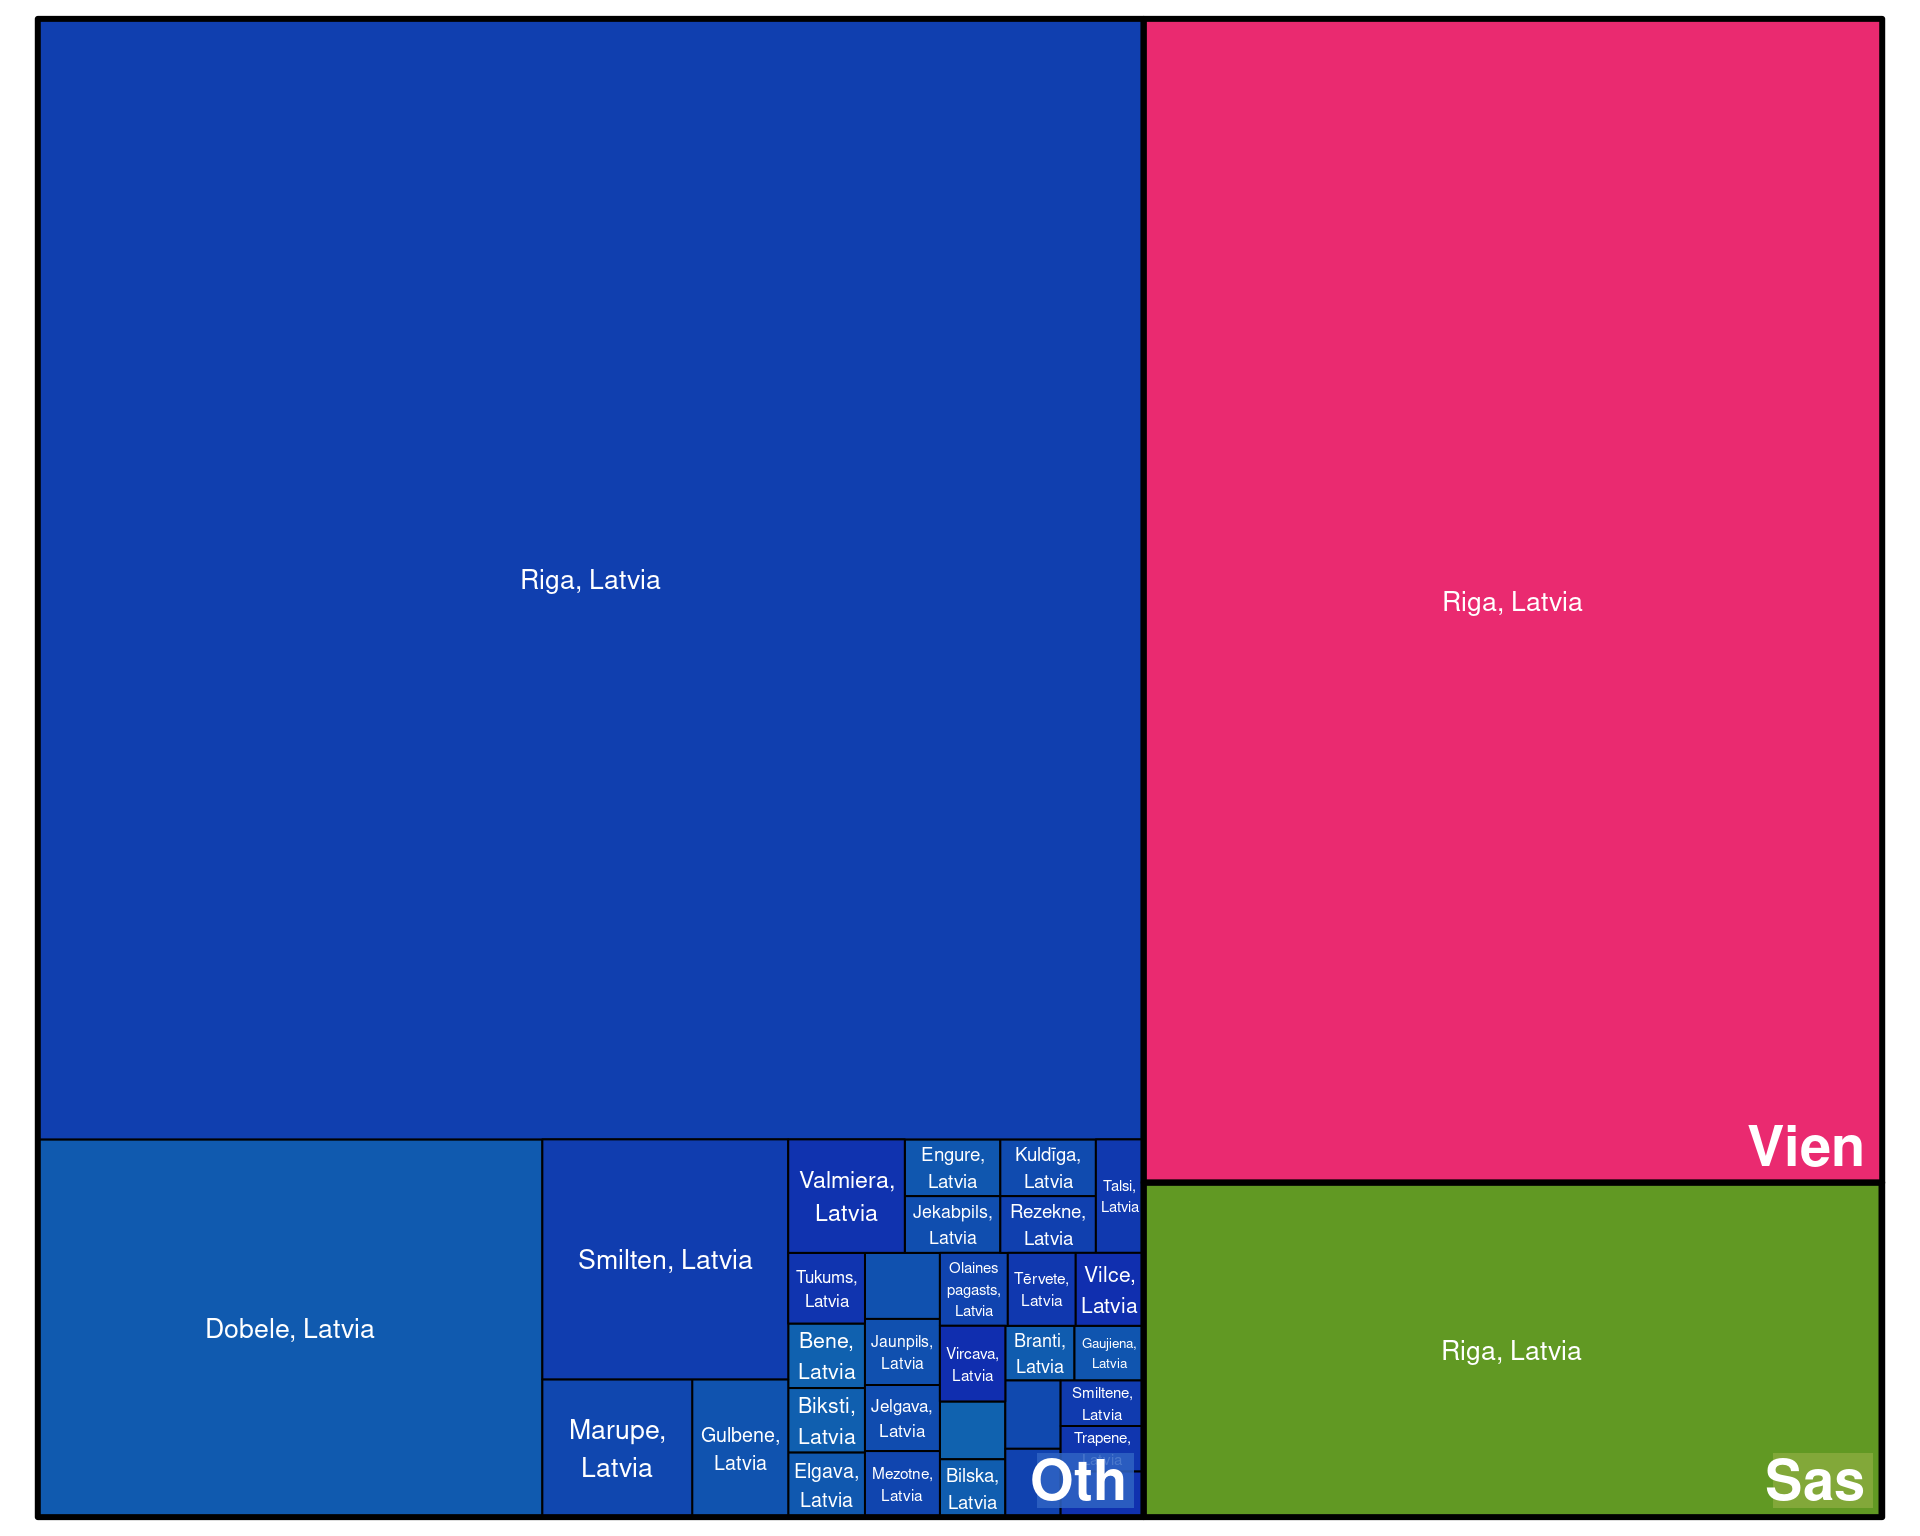 Riga, Latvia
Riga, Latvia
Vien
Dobele, Latvia
Smilten, Latvia
Marupe,
Latvia
Gulbene,
Latvia
Valmiera,
Latvia
Engure,
Latvia
Kuldīga,
Latvia
Jekabpils,
Latvia
Rezekne,
Latvia
Talsi,
Latvia
Tukums,
Latvia
Bene,
Latvia
Biksti,
Latvia
Elgava,
Latvia
Jaunpils,
Latvia
Jelgava,
Latvia
Mezotne,
Latvia
Olaines
pagasts,
Latvia
Tērvete,
Latvia
Vilce,
Latvia
Vircava,
Latvia
Branti,
Latvia
Gaujiena,
Latvia
Smiltene,
Latvia
Trapene,
Latvia
Bilska,
Latvia
Oth
Riga, Latvia
Sas